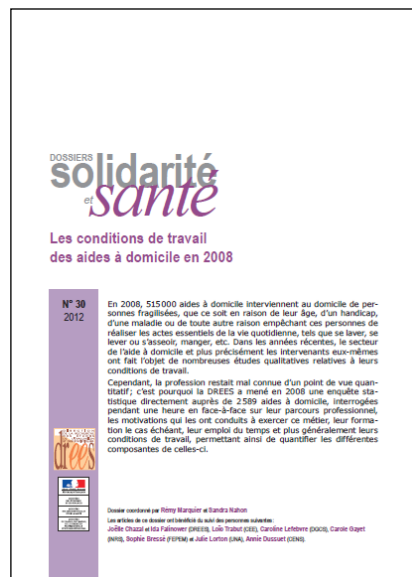 DOSSIERS
solidarité
et santé
Les conditions de travail
des aides à domicile en 2008
N° 30
2012
En 2008, 515 000 aides à domicile interviennent au domicile de per-
sonnes fragilisées, que ce soit en raison de leur âge, d'un handicap,
d'une maladie ou de toute autre raison empêchant ces personnes de
réaliser les actes essentiels de la vie quotidienne, tels que se laver, se
lever ou s'asseoir, manger, etc. Dans les années récentes, le secteur
de l'aide à domicile et plus précisément les intervenants eux-mêmes
ont fait l'objet de nombreuses études qualitatives relatives à leurs
conditions de travail.
Cependant, la profession restait mal connue d'un point de vue quan-
titatif; c'est pourquoi la DREES a mené en 2008 une enquête sta-
tistique directement auprès de 2 589 aides à domicile, interrogées
pendant une heure en face-à-face sur leur parcours professionnel,
les motivations qui les ont conduits à exercer ce métier, leur forma-
tion le cas échéant, leur emploi du temps et plus généralement leurs
conditions de travail, permettant ainsi de quantifier les différentes
composantes de celles-ci.
drees
Dossier coordonné par Rémy Marquier et Sandra Nahon
Les articles de ce dossier ont bénéficié du suivi des personnes suivantes :
Joëlle Chazal et Ida Falinower (DREES), Loïc Trabut (CEE), Caroline Lefebvre (DGCS), Carole Gayet
(INRS), Sophie Bressé (FEPEM) et Julie Lorton (UNA), Annie Dussuet (CENS).